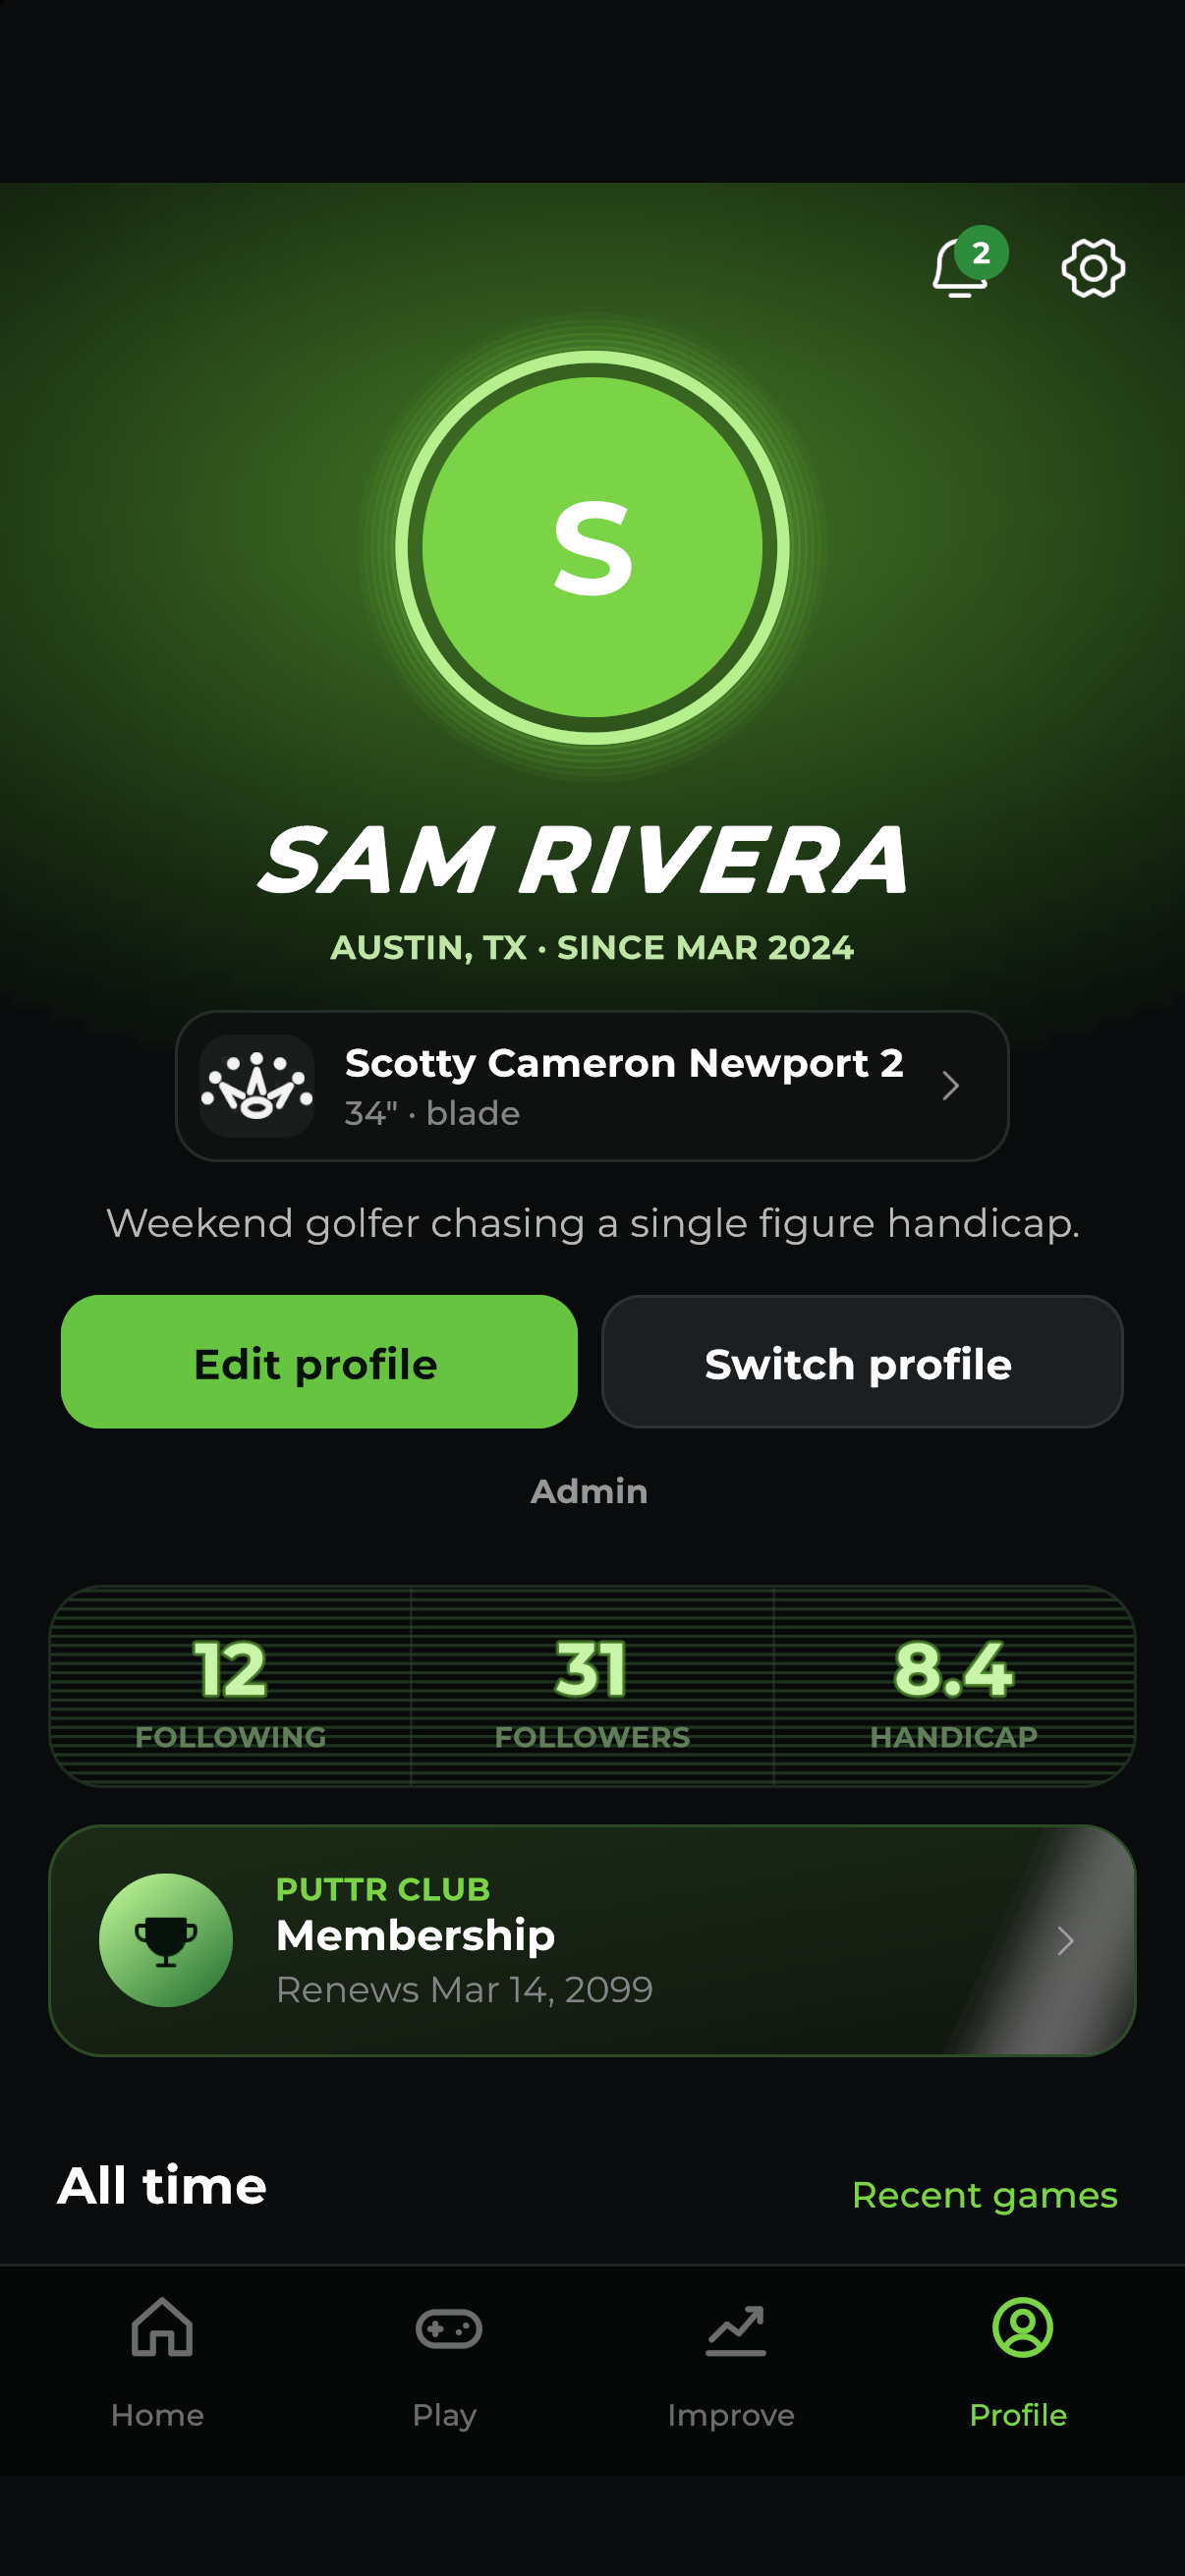 2
S
SAM RIVERA
AUSTIN, TX · SINCE MAR 2024
Scotty Cameron Newport 2
34" · blade
Weekend golfer chasing a single figure handicap.
Edit profile
Switch profile
Admin
12
31
8.4
FOLLOWING
FOLLOWERS
HANDICAP
PUTTR CLUB
Membership
Renews Mar 14, 2099
All time
Recent games
Home
Play
Improve
Profile